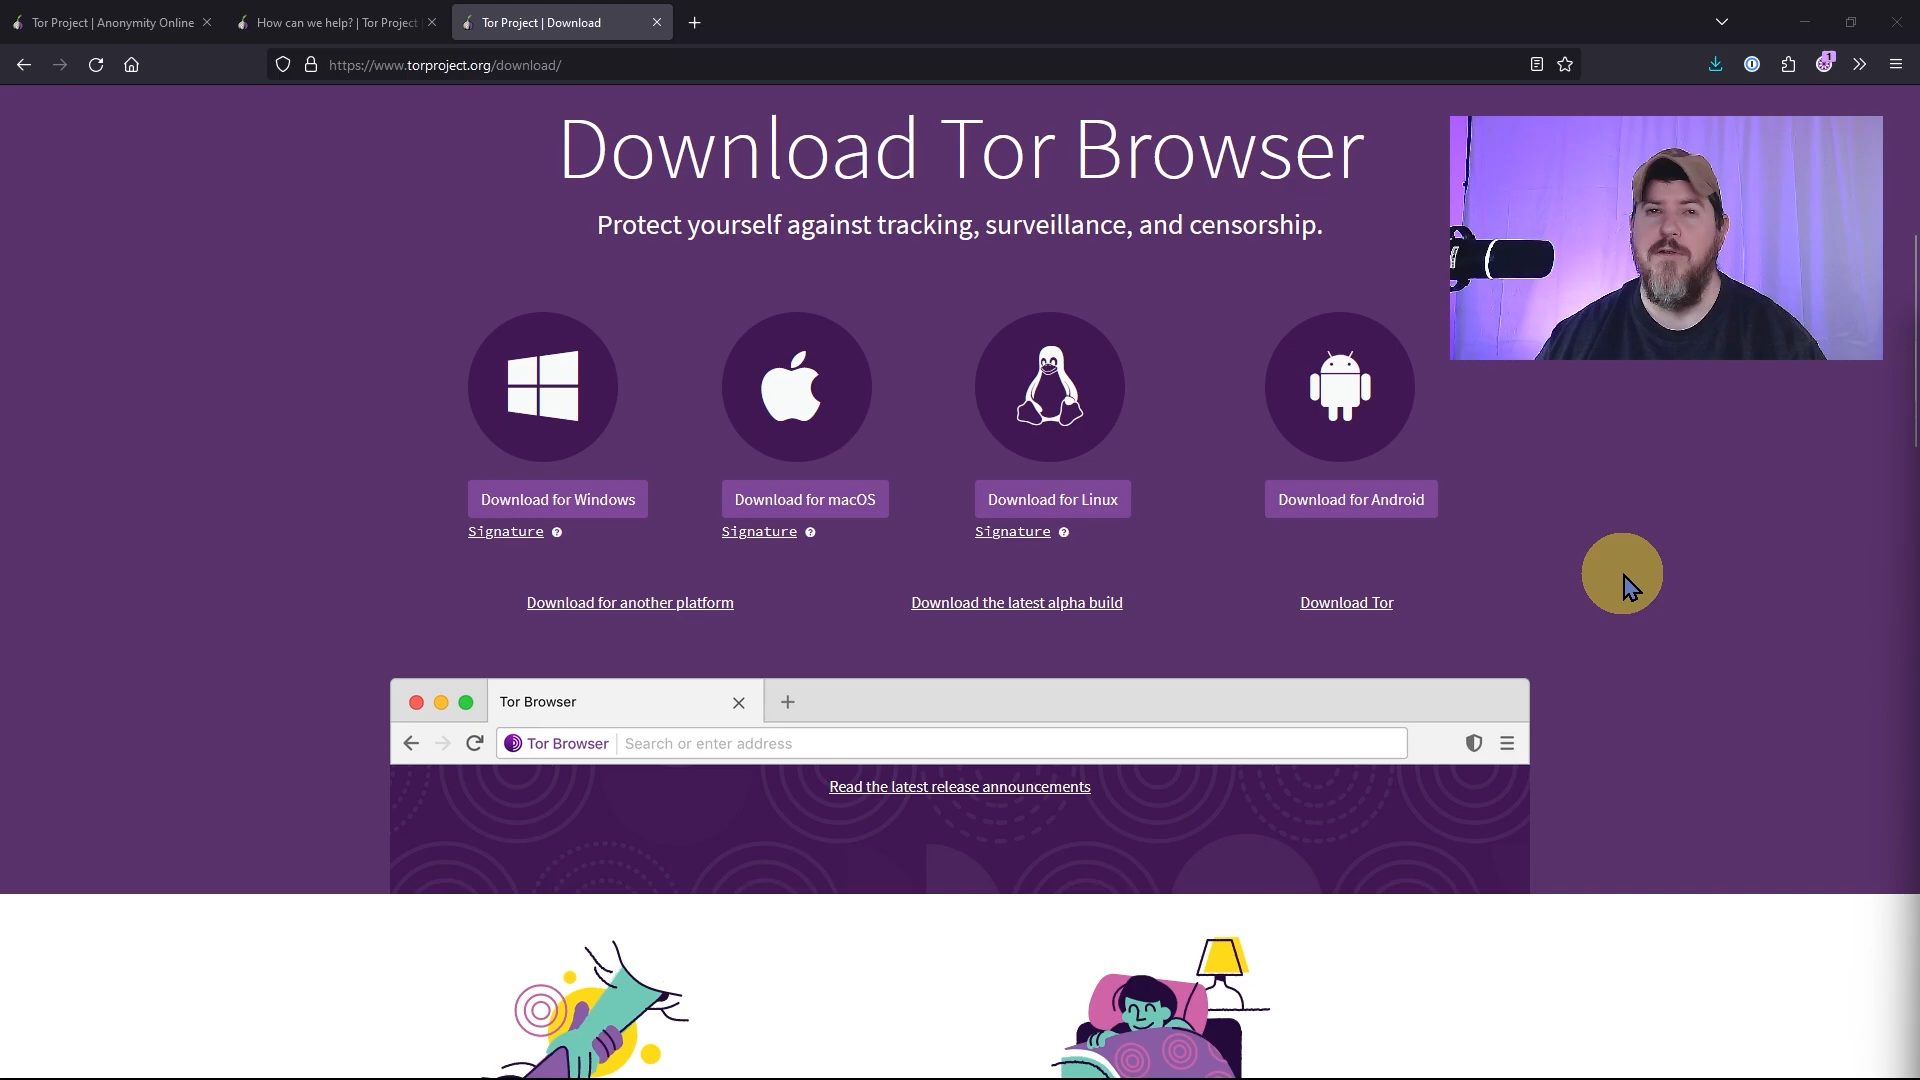 Tor Project | Anonymity Online
How can we help? | Tor Project
Tor Project | Download
https://www.torproject.org/download/
1
Download Tor Browser
Protect yourself against tracking, surveillance, and censorship.
Download for Windows
Download for macOS
Download for Linux
Download for Android
Signature ?
Signature ?
Signature ?
Download for another platform
Download the latest alpha build
Download Tor
Tor Browser
Tor Browser
Search or enter address
Read the latest release announcements